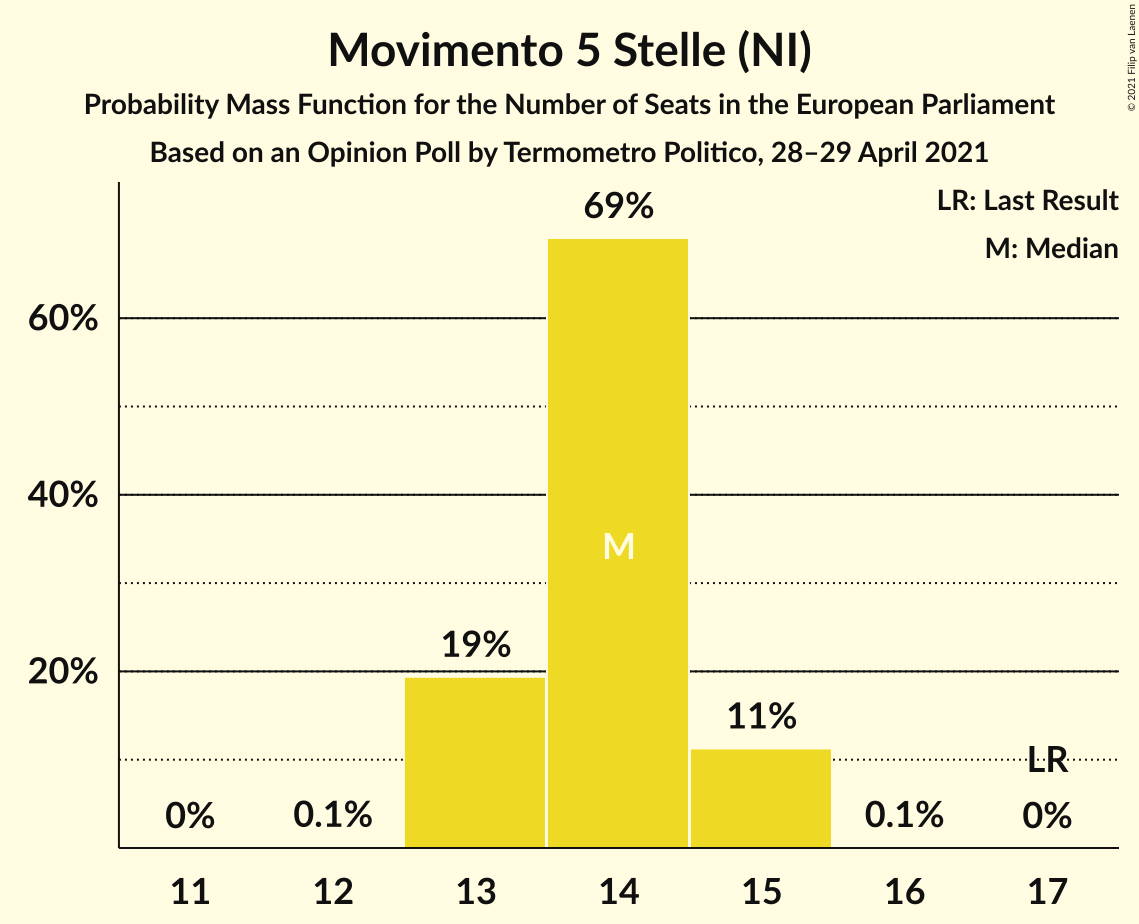 Movimento 5 Stelle (NI)
Probability Mass Function for the Number of Seats in the European Parliament
Based on an Opinion Poll by Termometro Politico, 28–29 April 2021
© 2021 Filip van Laenen
LR: Last Result
M: Median
69%
60%
40%
M
19%
20%
11%
LR
0%
0.1%
0.1%
0%
11
12
13
14
15
16
17